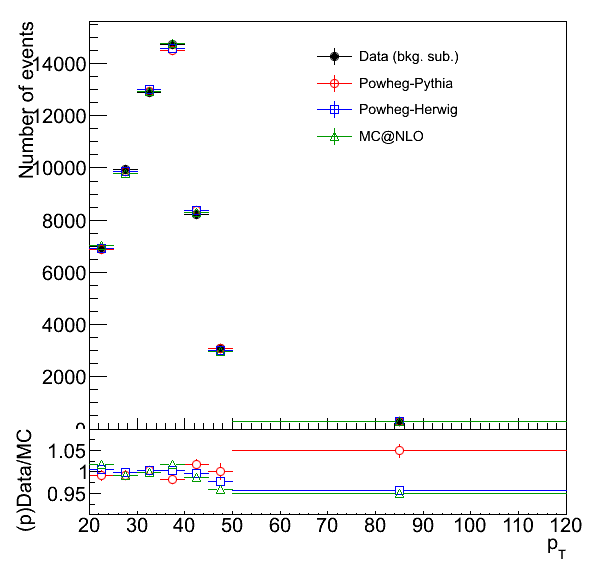 Number of events
14000
12000
10000
8000
6000
4000
2000
0
Data (bkg. sub.)
Powheg-Pythia
Powheg-Herwig
MC@NLO
(p)Data/MC
1.05
1
0.95
20 30 40 50 60 70 80 90 100 110 120
p_T